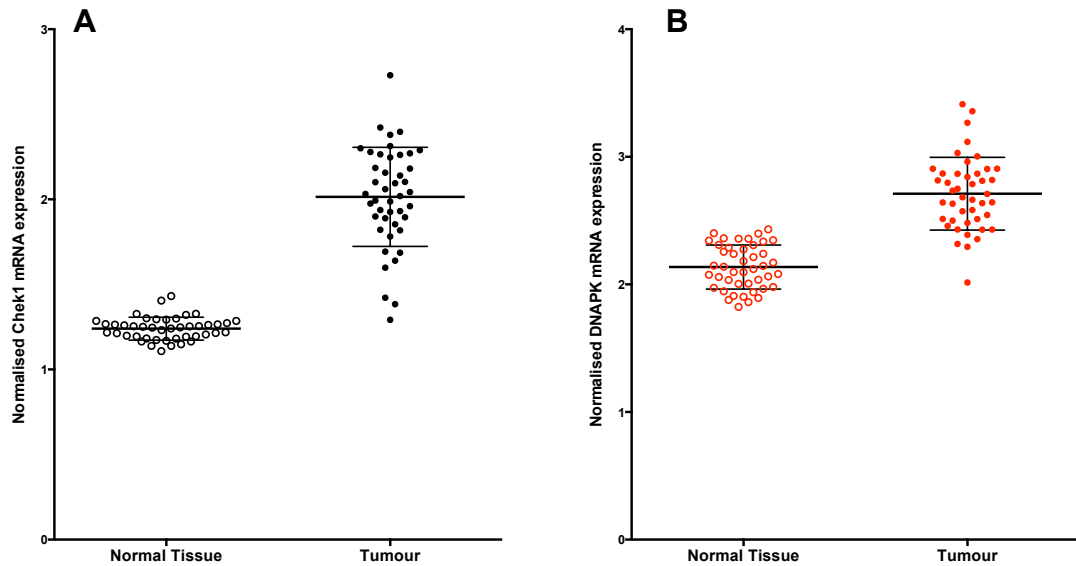 A
Normalised Chek1 mRNA expression
3
2
1
0
Normal Tissue
Tumour
B
Normalised DNAPK mRNA expression
4
3
2
1
0
Normal Tissue
Tumour